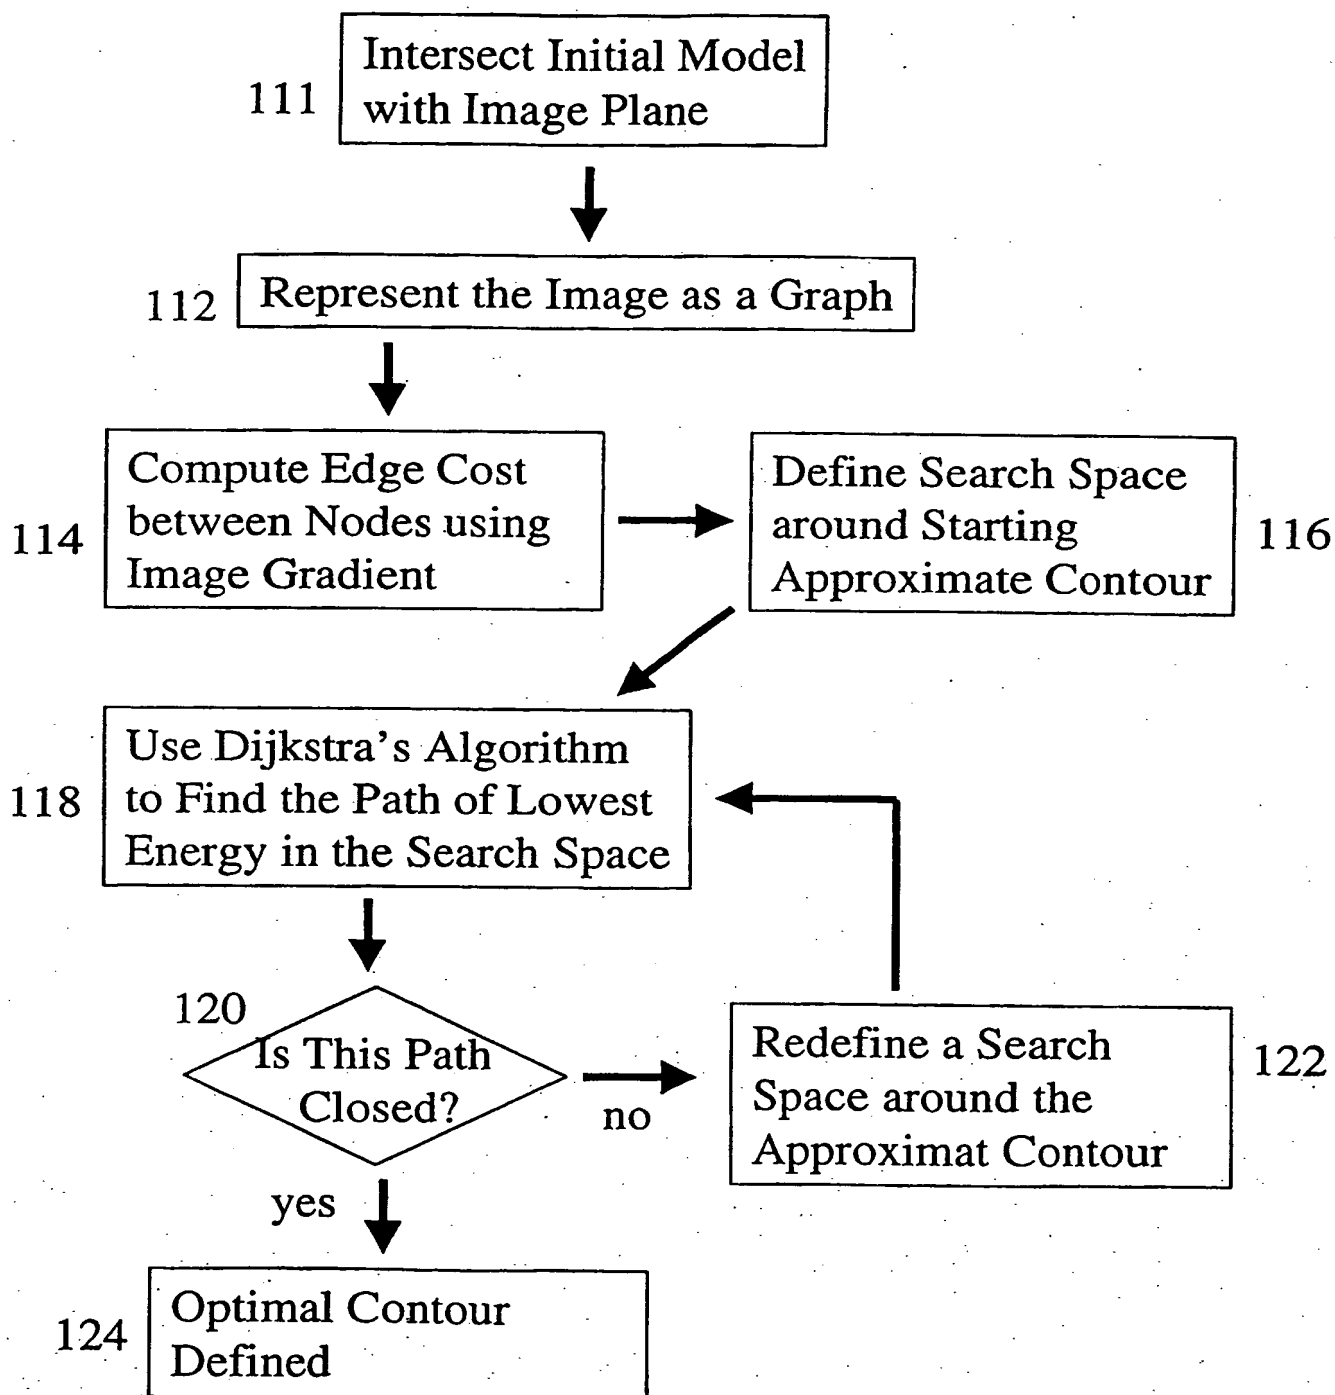 Intersect Initial Model
with Image Plane
111
Represent the Image as a Graph
112
Compute Edge Cost
between Nodes using
Image Gradient
114
Define Search Space
around Starting
Approximate Contour
116
Use Dijkstra's Algorithm
to Find the Path of Lowest
Energy in the Search Space
118
120
Is This Path
Closed?
no
Redefine a Search
Space around the
Approximat Contour
122
yes
Optimal Contour
Defined
124